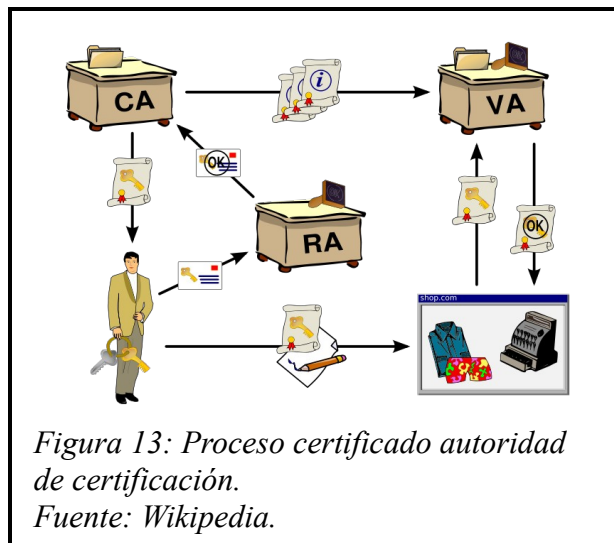 CA
VA
i
OK
RA
OK
shop.com
Figura 13: Proceso certificado autoridad
de certificación.
Fuente: Wikipedia.